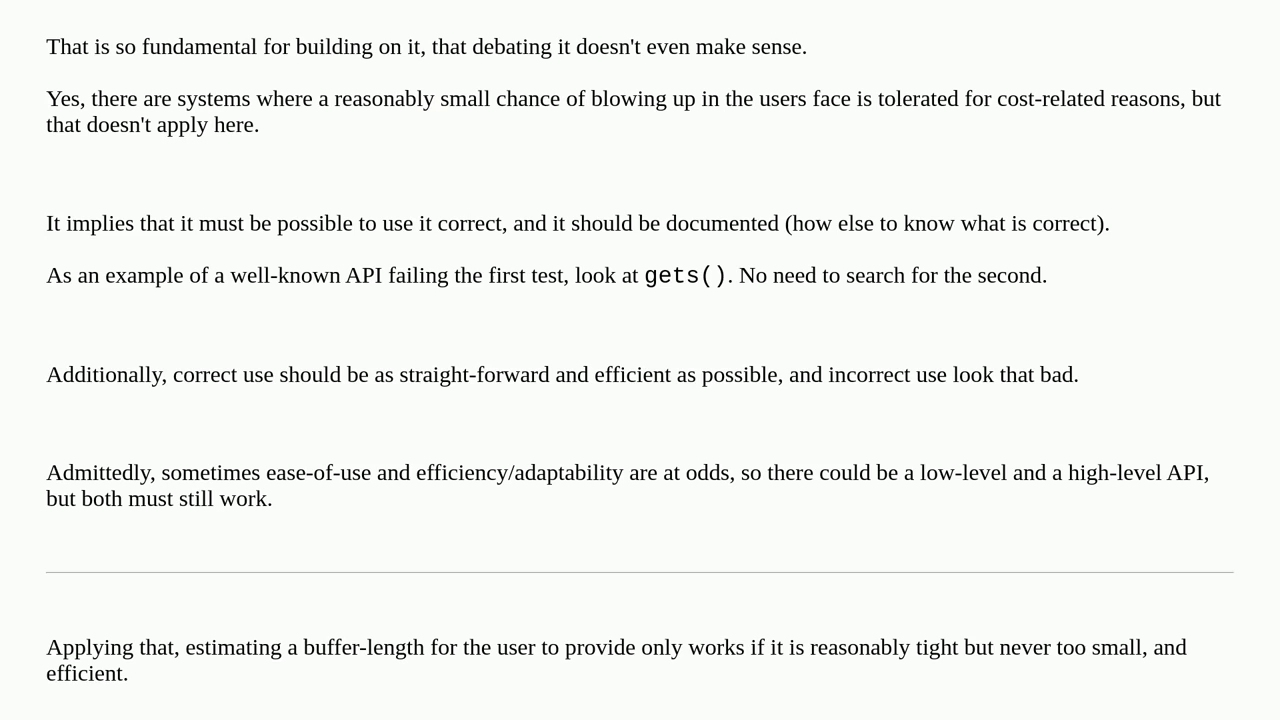 That is so fundamental for building on it, that debating it doesn't even make sense.
Yes, there are systems where a reasonably small chance of blowing up in the users face is tolerated for cost-related reasons, but
that doesn't apply here.
It implies that it must be possible to use it correct, and it should be documented (how else to know what is correct).
As an example of a well-known API failing the first test, look at gets(). No need to search for the second.
Additionally, correct use should be as straight-forward and efficient as possible, and incorrect use look that bad.
Admittedly, sometimes ease-of-use and efficiency/adaptability are at odds, so there could be a low-level and a high-level API,
but both must still work.
Applying that, estimating a buffer-length for the user to provide only works if it is reasonably tight but never too small, and
efficient.